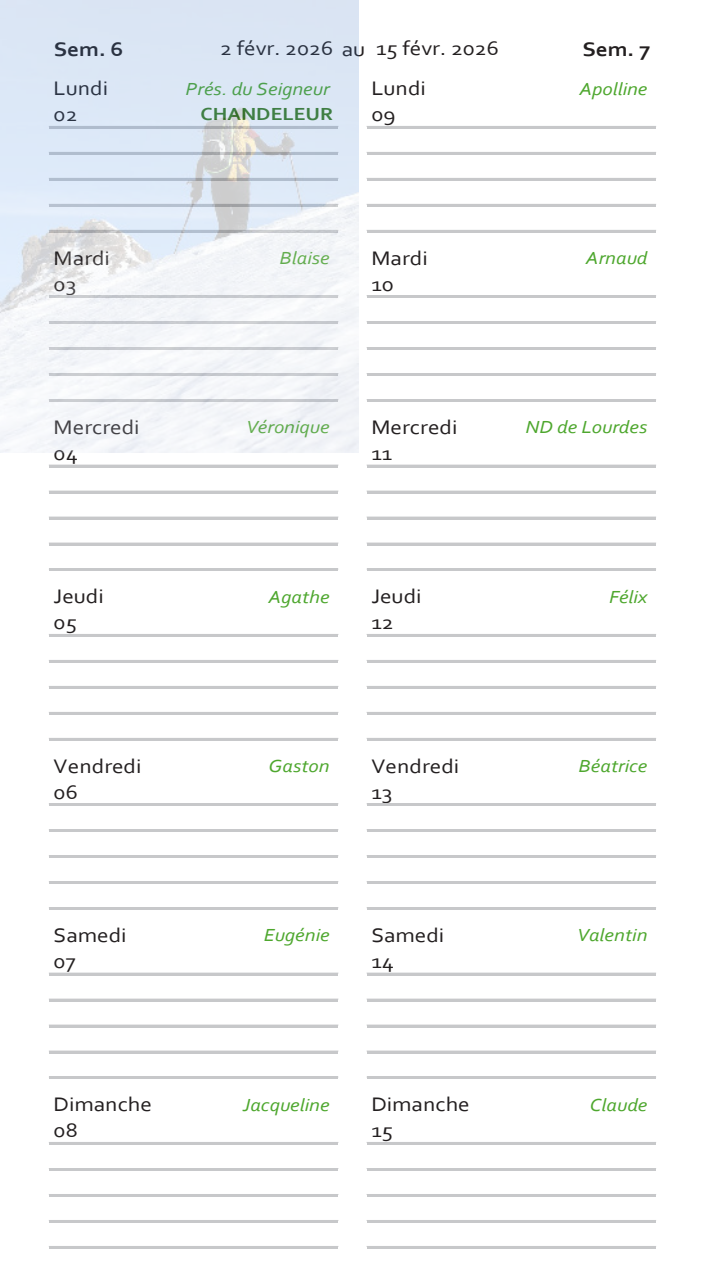 Sem. 6 2 févr. 2026 au 15 févr. 2026 Sem. 7
Lundi Prés. du Seigneur
02 CHANDELEUR
Mardi Blaise
03
Mercredi Véronique
04
Jeudi Agathe
05
Vendredi Gaston
06
Samedi Eugénie
07
Dimanche Jacqueline
08
Lundi Apolline
09
Mardi Arnaud
10
Mercredi ND de Lourdes
11
Jeudi Félix
12
Vendredi Béatrice
13
Samedi Valentin
14
Dimanche Claude
15